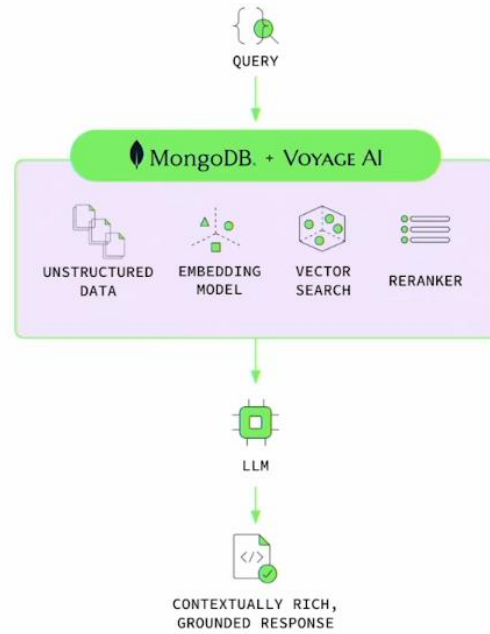 QUERY
MongoDB. + VOYAGE AI
UNSTRUCTURED
DATA
EMBEDDING
MODEL
VECTOR
SEARCH
RERANKER
LLM
CONTEXTUALLY RICH,
GROUNDED RESPONSE